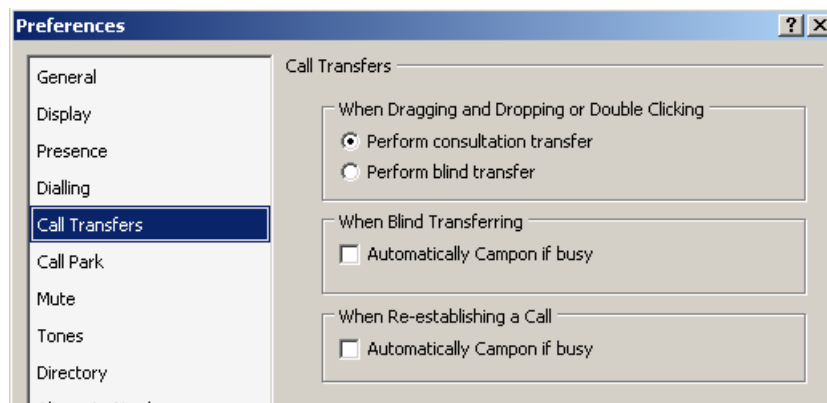 Preferences
General
Display
Presence
Dialling
Call Transfers
Call Park
Mute
Tones
Directory
Call Transfers
When Dragging and Dropping or Double Clicking
Perform consultation transfer
Perform blind transfer
When Blind Transferring
Automatically Campon if busy
When Re-establishing a Call
Automatically Campon if busy